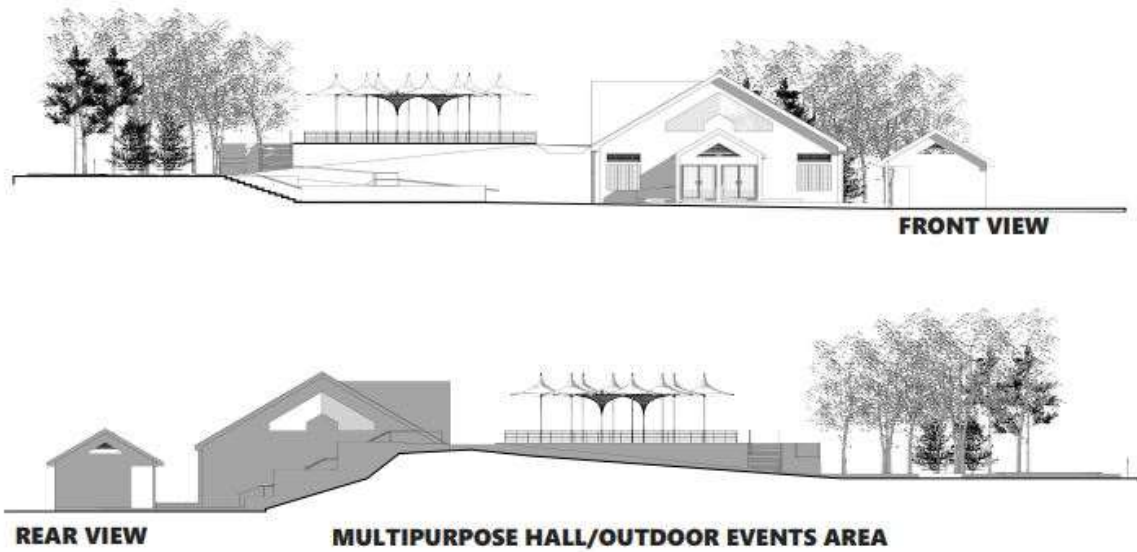 FRONT VIEW
REAR VIEW
MULTIPURPOSE HALL/OUTDOOR EVENTS AREA